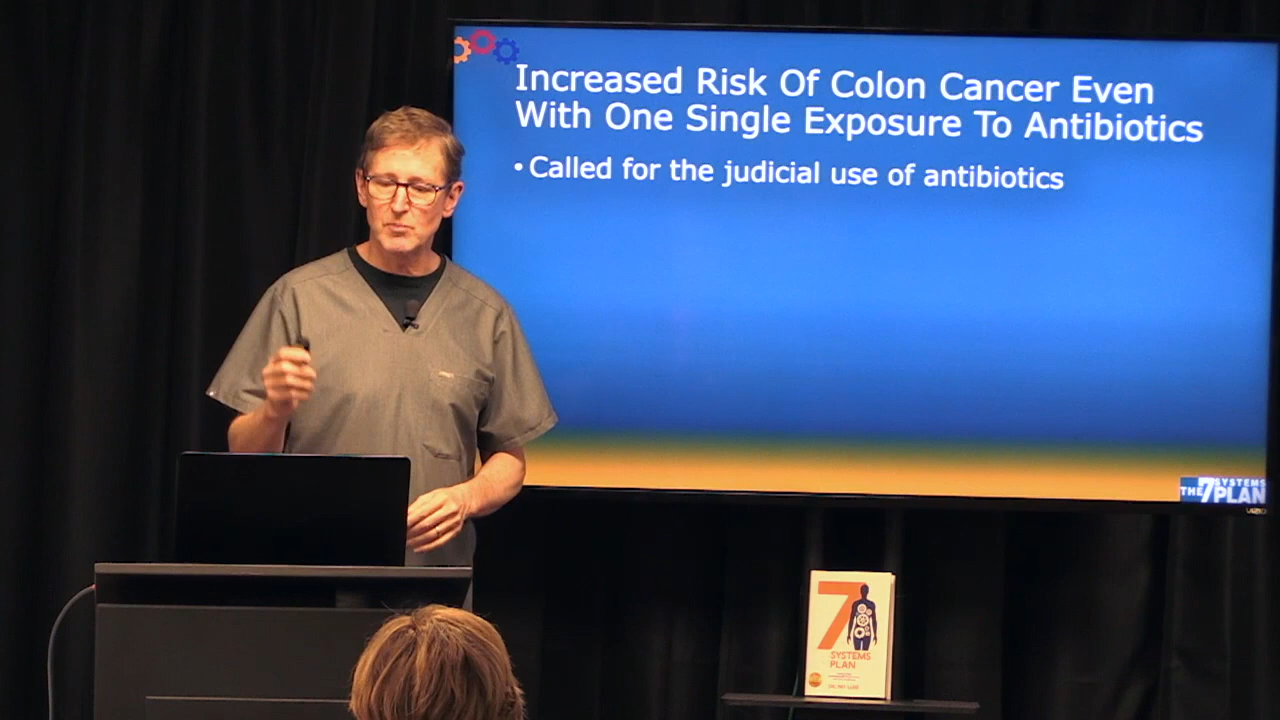 Increased Risk Of Colon Cancer Even
With One Single Exposure To Antibiotics
• Called for the judicial use of antibiotics
THE 7 SYSTEMS
PLAN
VIZIO
7
SYSTEMS
PLAN